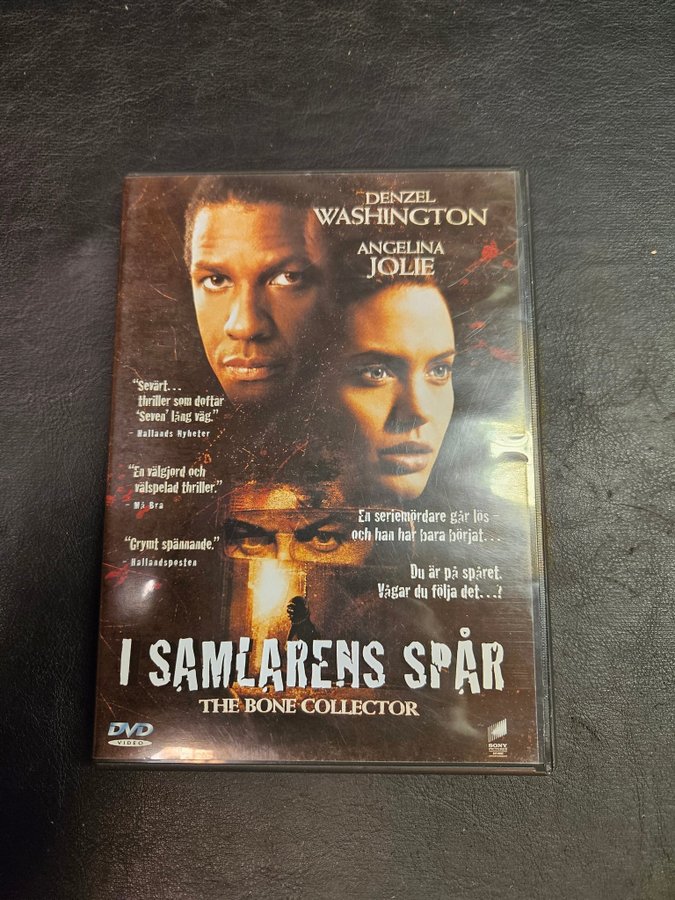 DENZEL
WASHINGTON
ANGELINA
JOLIE
"Sevärt...
thriller som doftar
'Seven' lång väg."
- Hallands Nyheter
"En välgjord och
välspelad thriller."
- Må Bra
"Grymt spännande."
- Hallandsposten
En seriemördare går lös -
och han har bara börjat...
Du är på spåret.
Vågar du följa det...?
I SAMLARENS SPÅR
THE BONE COLLECTOR
DVD
VIDEO
SONY
PICTURES